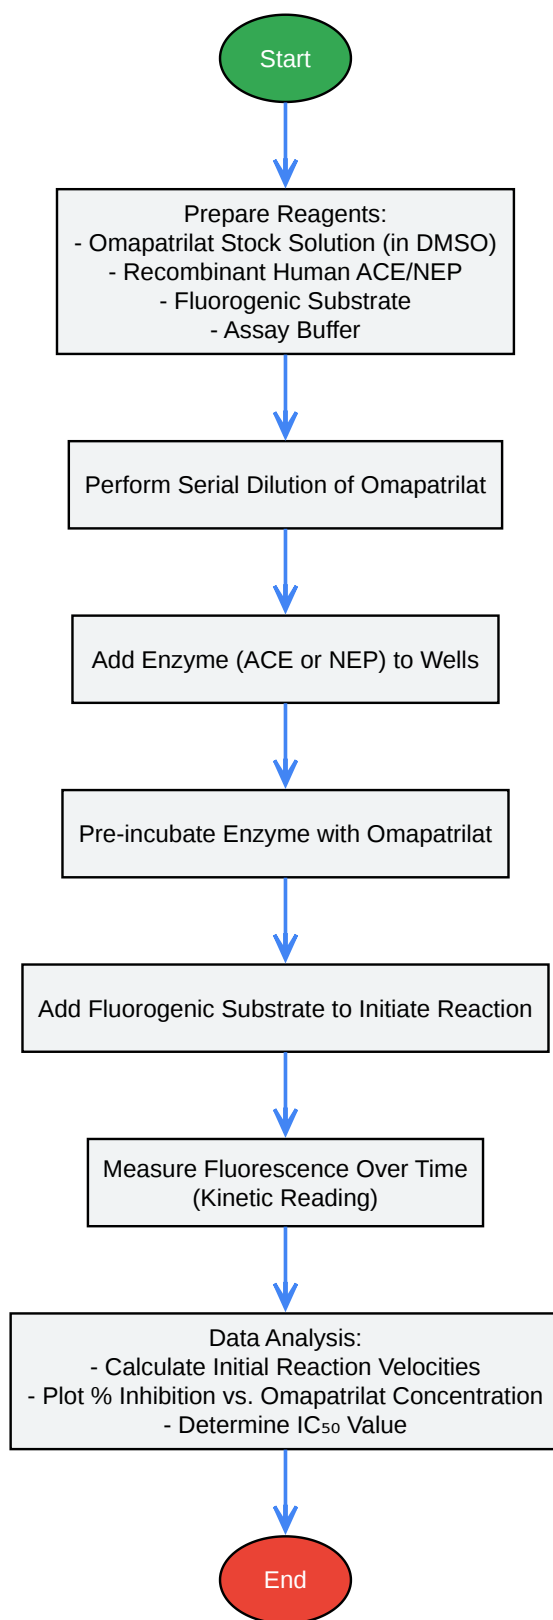 Start
Prepare Reagents:
- Omapatrilat Stock Solution (in DMSO)
- Recombinant Human ACE/NEP
- Fluorogenic Substrate
- Assay Buffer
Perform Serial Dilution of Omapatrilat
Add Enzyme (ACE or NEP) to Wells
Pre-incubate Enzyme with Omapatrilat
Add Fluorogenic Substrate to Initiate Reaction
Measure Fluorescence Over Time
(Kinetic Reading)
Data Analysis:
- Calculate Initial Reaction Velocities
- Plot % Inhibition vs. Omapatrilat Concentration
- Determine IC₅₀ Value
End